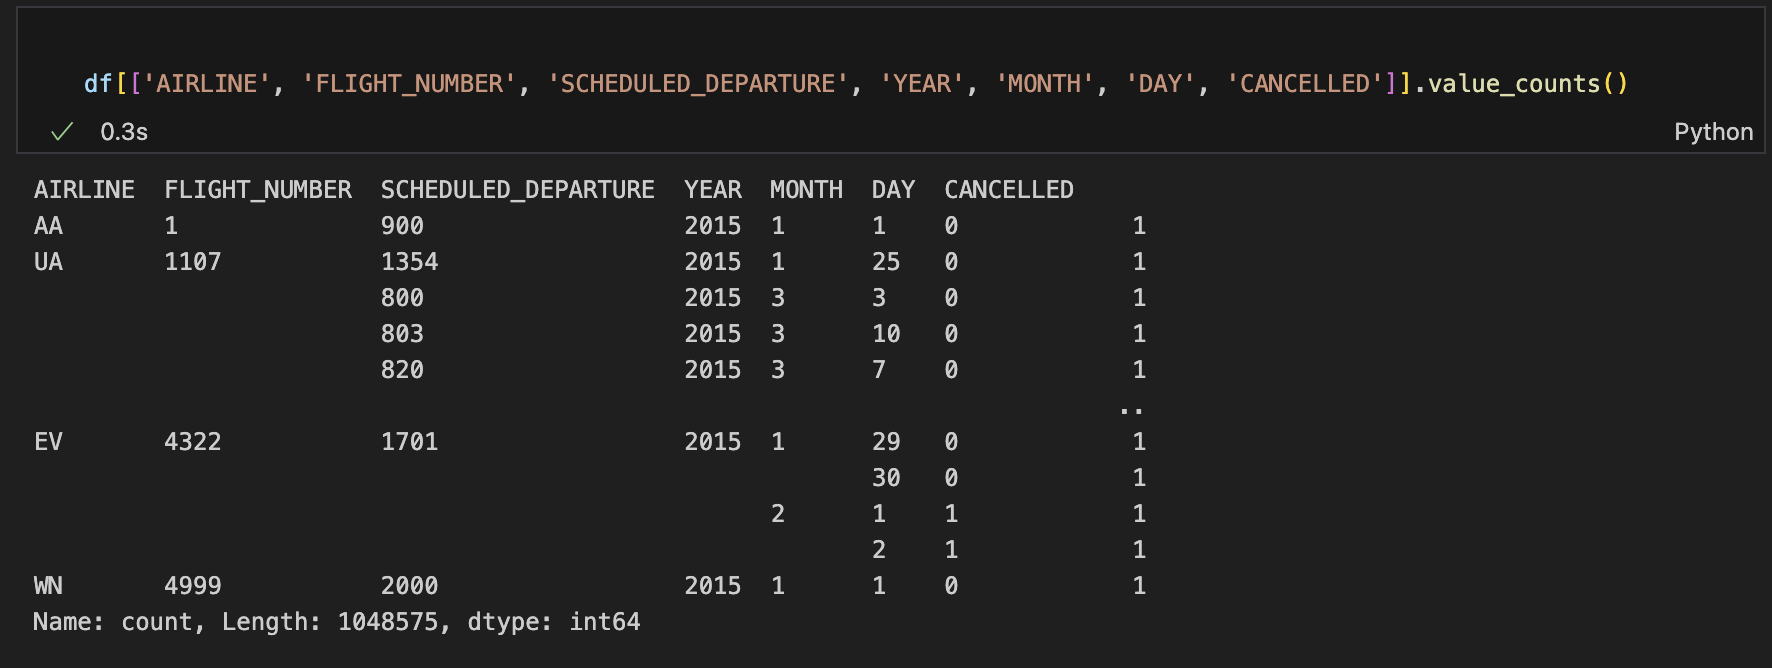 df[['AIRLINE', 'FLIGHT_NUMBER', 'SCHEDULED_DEPARTURE', 'YEAR', 'MONTH', 'DAY', 'CANCELLED']].value_counts()
✓ 0.3s Python
AIRLINE FLIGHT_NUMBER SCHEDULED_DEPARTURE YEAR MONTH DAY CANCELLED
AA 1 900 2015 1 1 0 1
UA 1107 1354 2015 1 25 0 1
800 2015 3 3 0 1
803 2015 3 10 0 1
820 2015 3 7 0 1
..
EV 4322 1701 2015 1 29 0 1
30 0 1
2 1 1 1
2 1 1
WN 4999 2000 2015 1 1 0 1
Name: count, Length: 1048575, dtype: int64